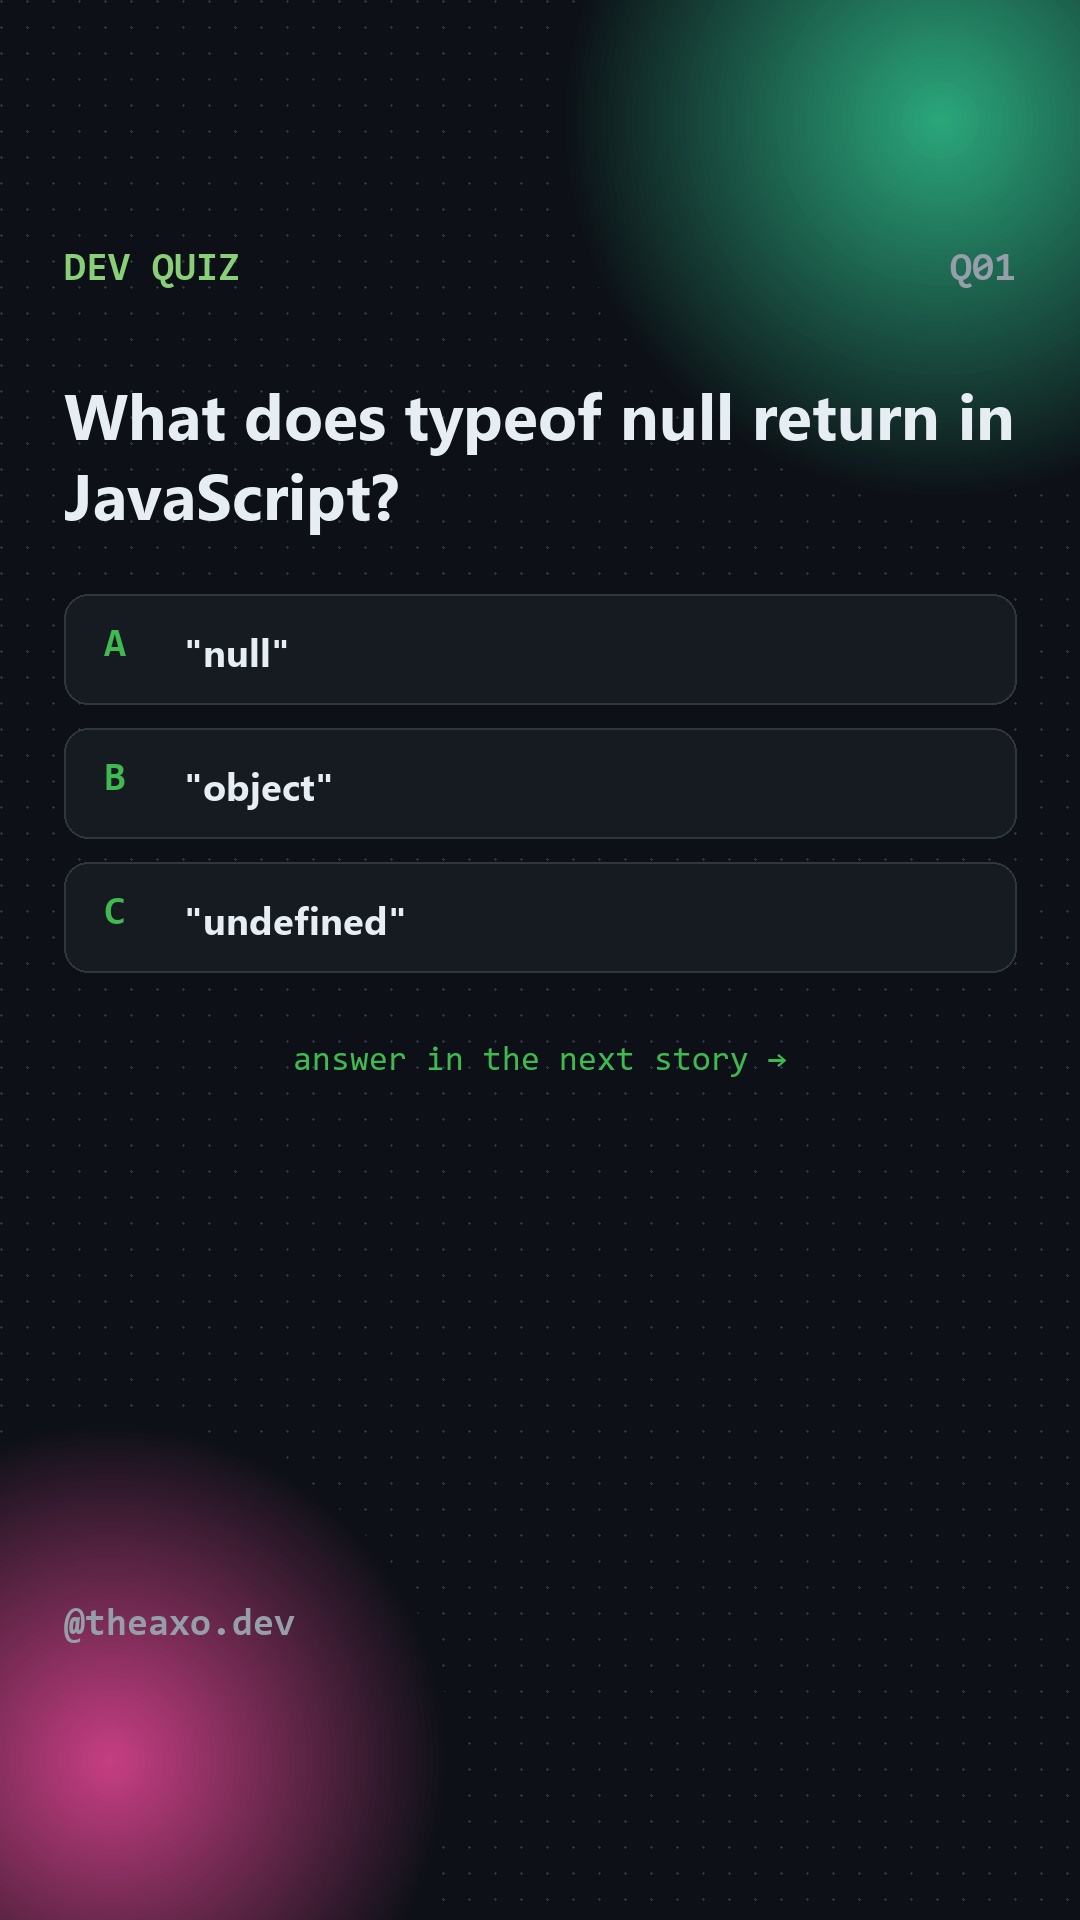 DEV QUIZ
Q01
What does typeof null return in
JavaScript?
A "null"
B "object"
C "undefined"
answer in the next story →
@theaxo.dev